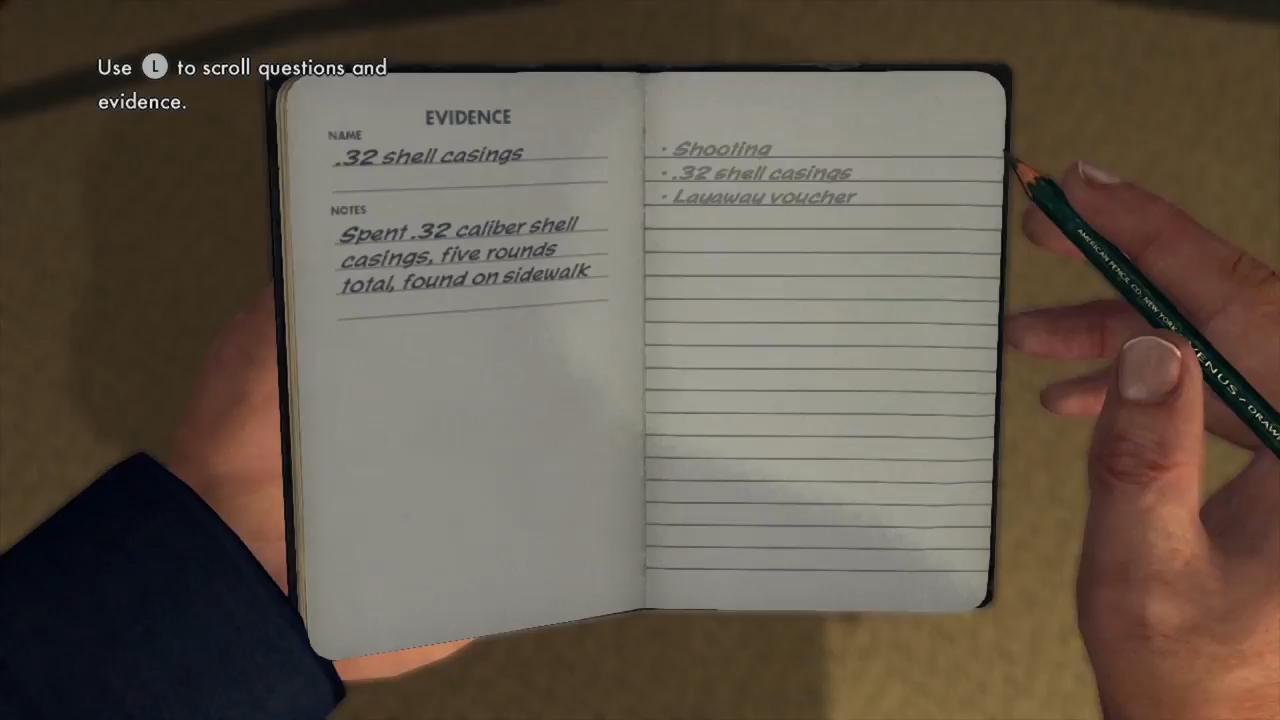 Use L to scroll questions and
evidence.
EVIDENCE
NAME
.32 shell casings
NOTES
Spent .32 caliber shell
casings, five rounds
total, found on sidewalk
• Shooting
• .32 shell casings
• Layaway voucher
AMERICAN PENCIL CO. NEW YORK
VENUS / DRAW